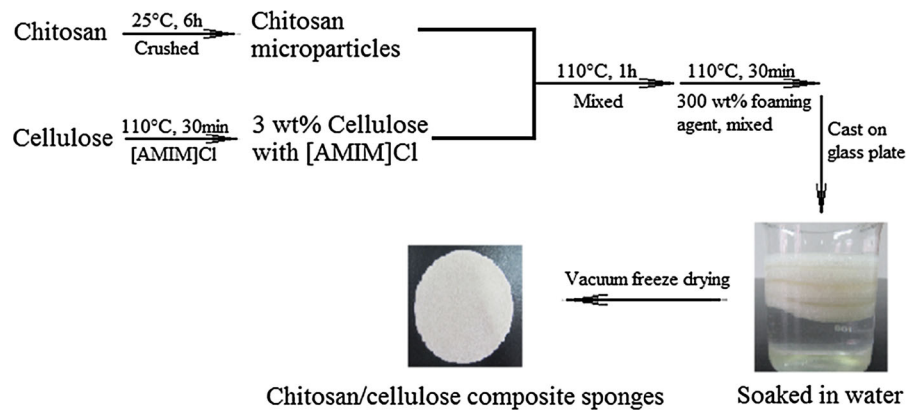 Chitosan
25°C, 6h
Crushed
Chitosan
microparticles
Cellulose
110°C, 30min
[AMIM]Cl
3 wt% Cellulose
with [AMIM]Cl
110°C, 1h
Mixed
110°C, 30min
300 wt% foaming
agent, mixed
Cast on
glass plate
Soaked in water
Vacuum freeze drying
Chitosan/cellulose composite sponges